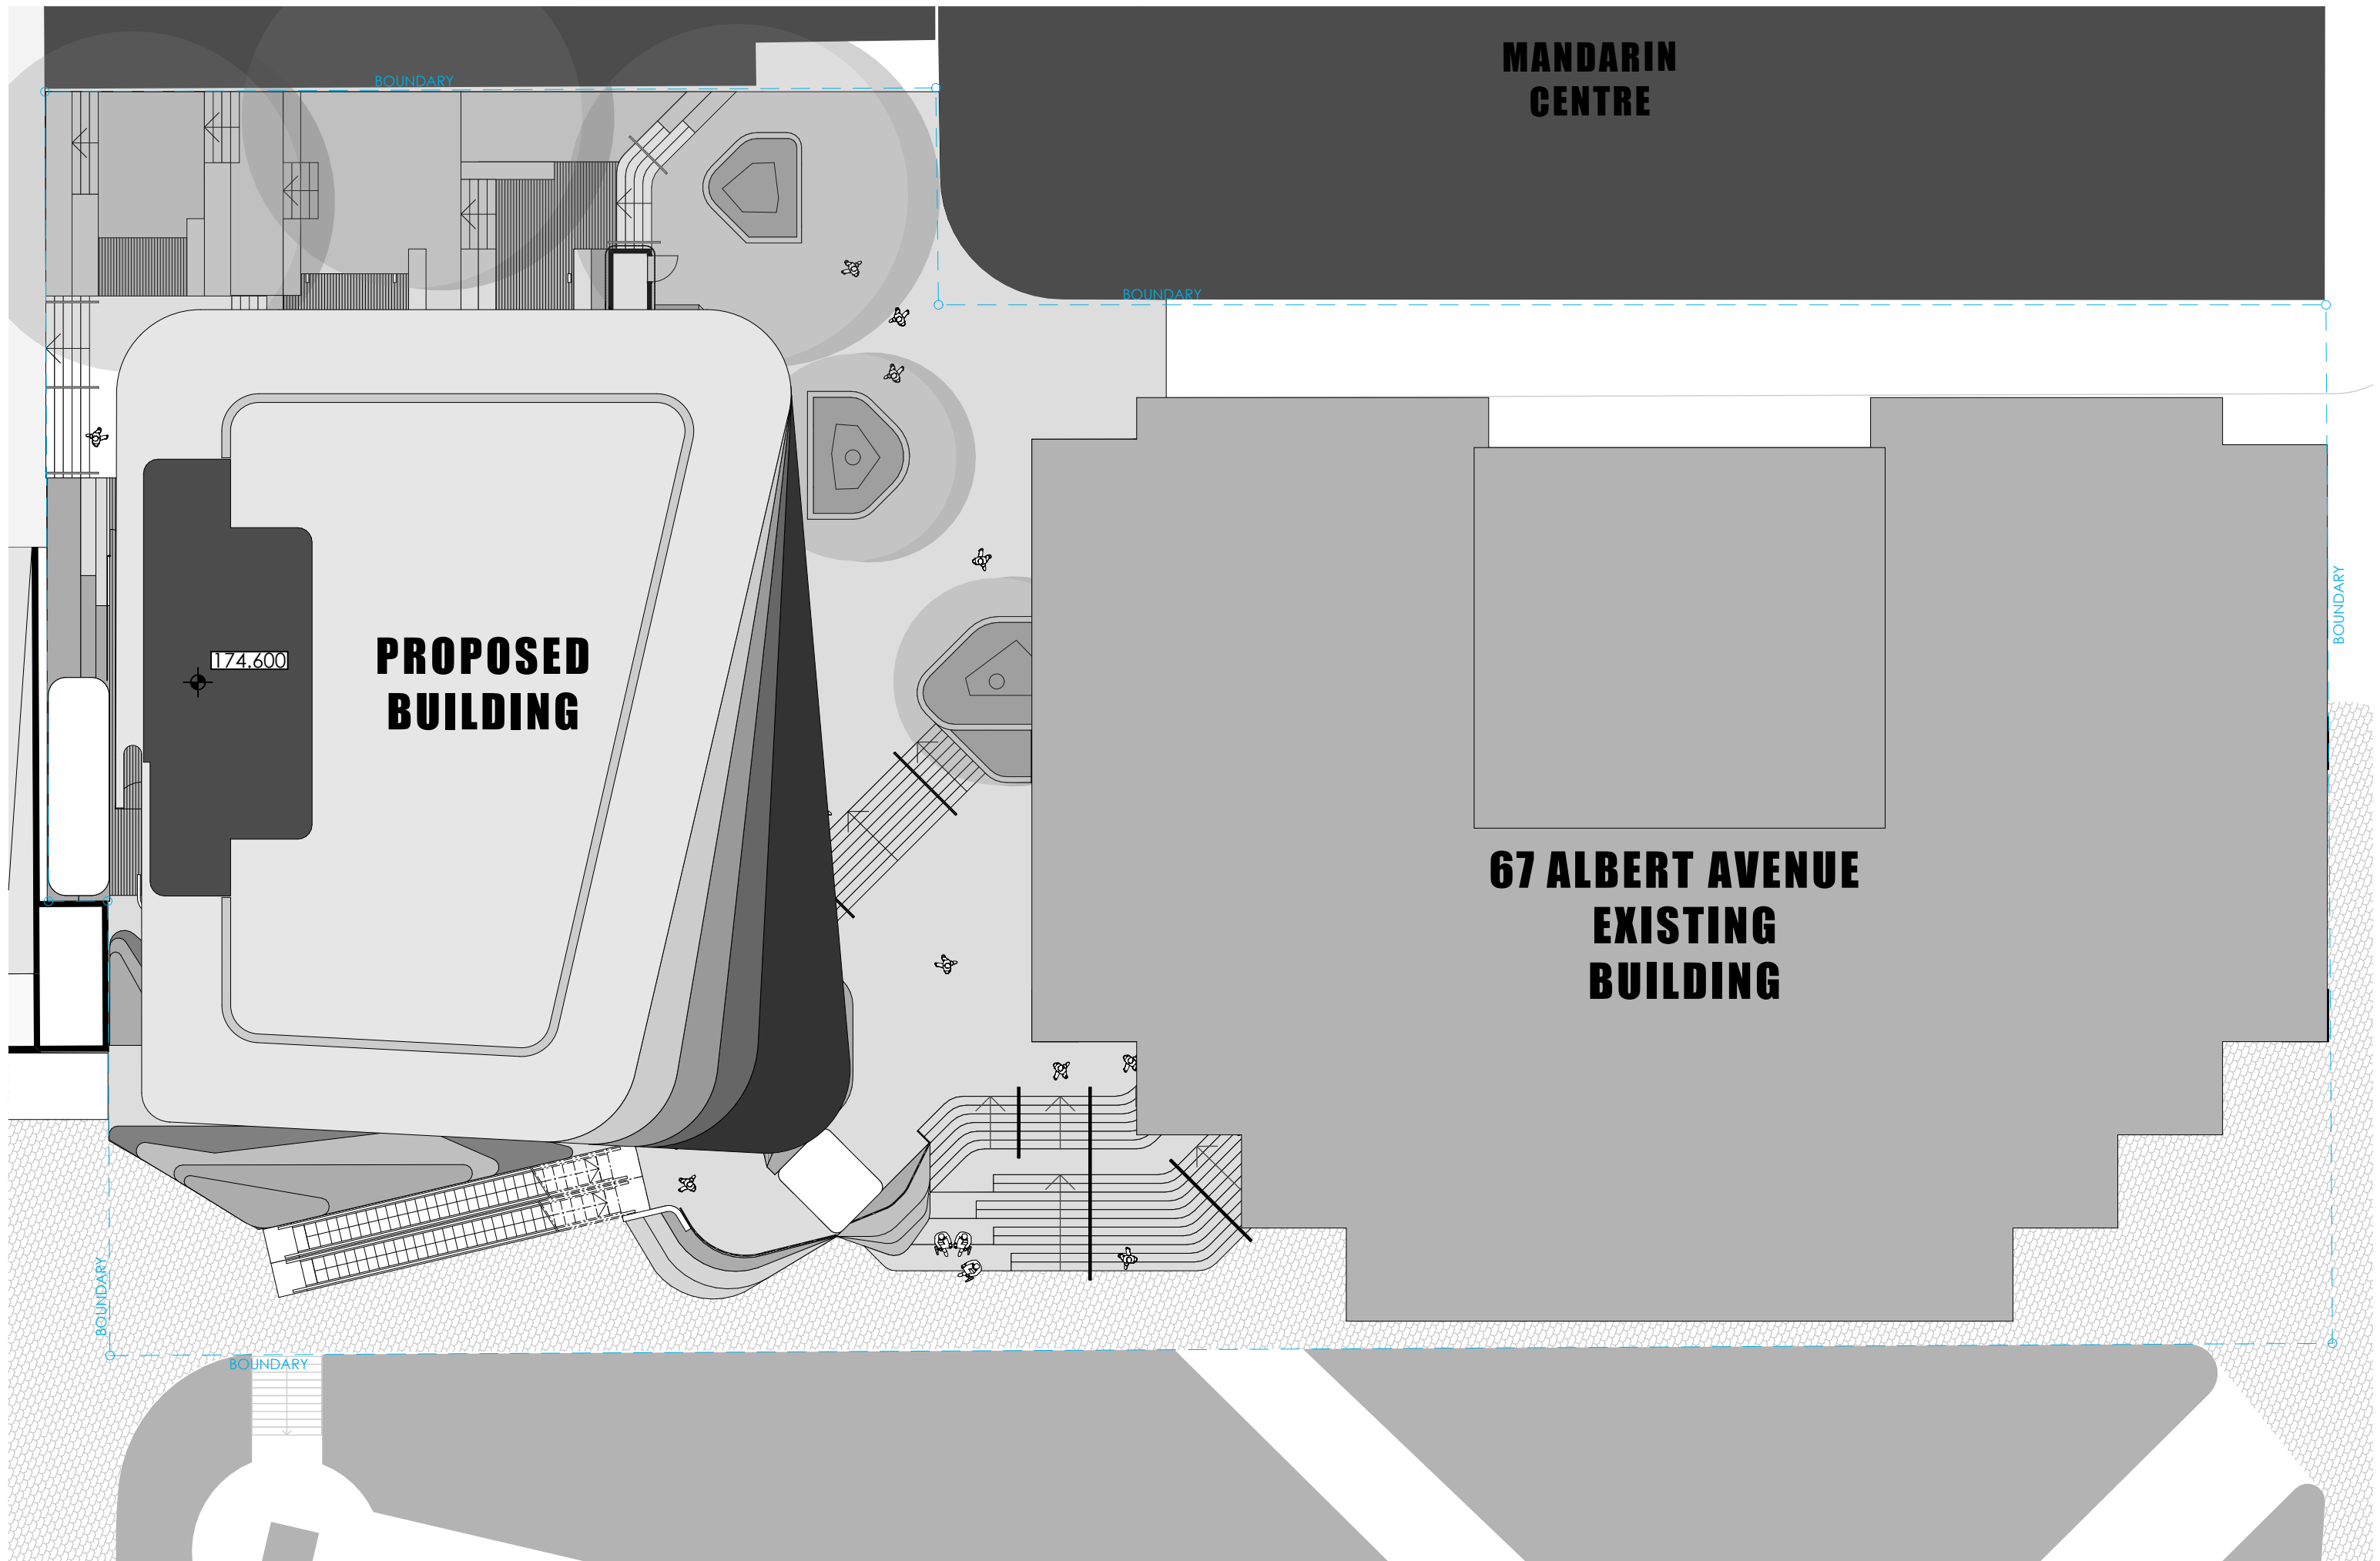 MANDARIN
CENTRE
BOUNDARY
BOUNDARY
BOUNDARY
174.600
PROPOSED
BUILDING
67 ALBERT AVENUE
EXISTING
BUILDING
BOUNDARY
BOUNDARY